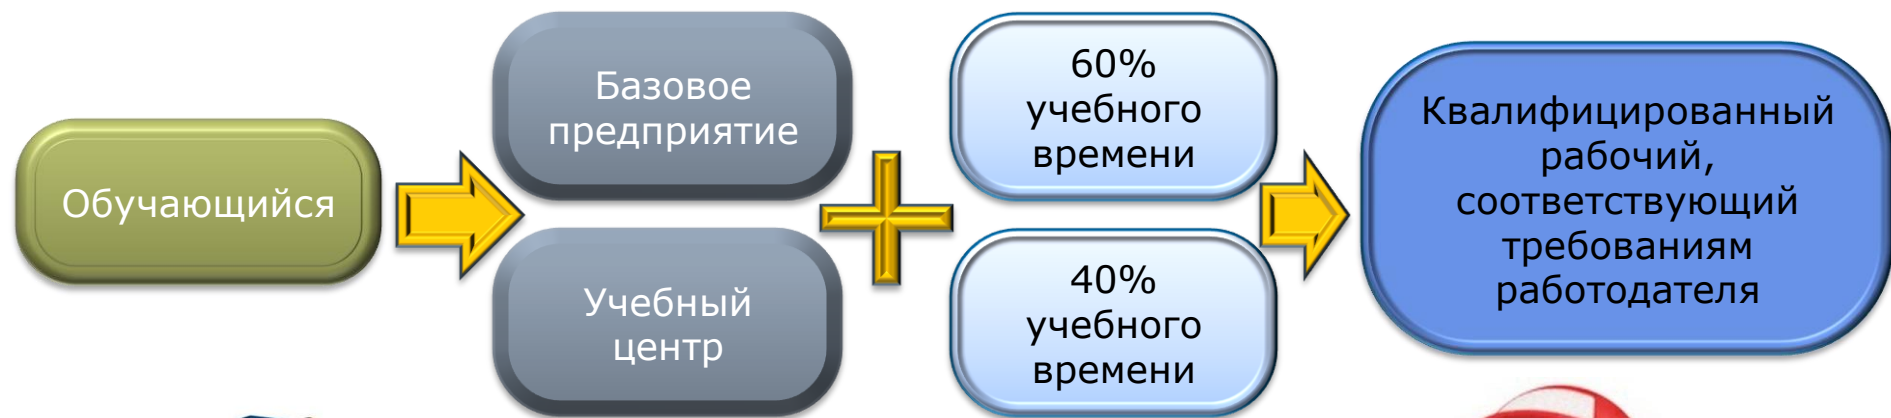 Обучающийся
Базовое
предприятие
Учебный
центр
60%
учебного
времени
40%
учебного
времени
Квалифицированный
рабочий,
соответствующий
требованиям
работодателя